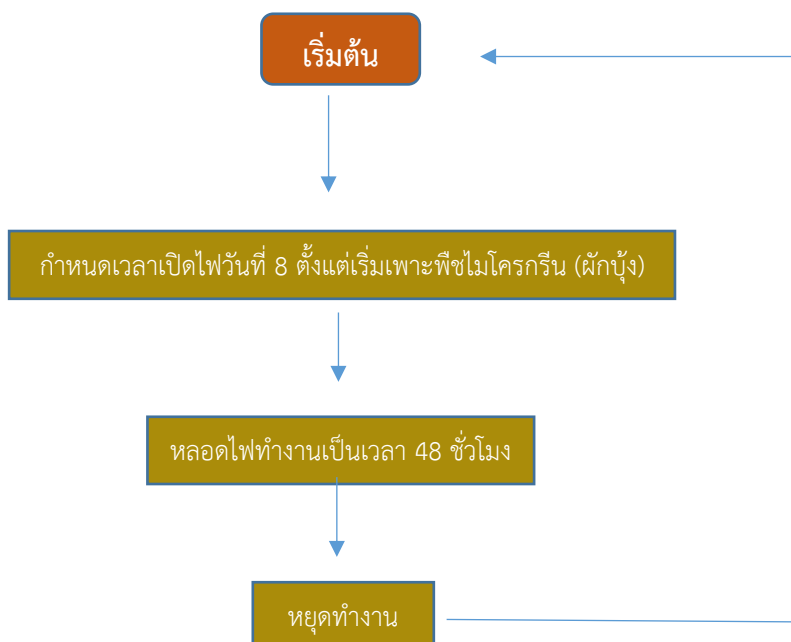 เริ่มต้น
กำหนดเวลาเปิดไฟวันที่ 8 ตั้งแต่เริ่มเพาะพืชไมโครกรีน (ผักบุ้ง)
หลอดไฟทำงานเป็นเวลา 48 ชั่วโมง
หยุดทำงาน